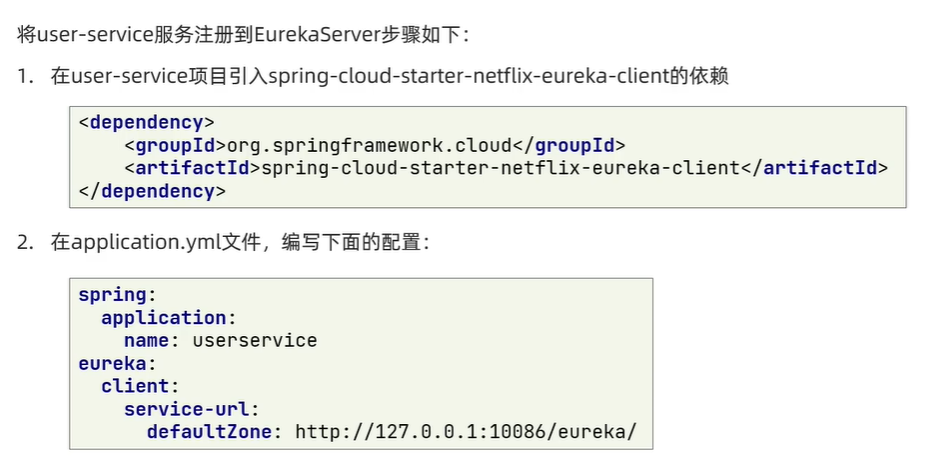 将user-service服务注册到EurekaServer步骤如下：
1. 在user-service项目引入spring-cloud-starter-netflix-eureka-client的依赖
<dependency>
    <groupId>org.springframework.cloud</groupId>
    <artifactId>spring-cloud-starter-netflix-eureka-client</artifactId>
</dependency>
2. 在application.yml文件，编写下面的配置：
spring:
  application:
    name: userservice
eureka:
  client:
    service-url:
      defaultZone: http://127.0.0.1:10086/eureka/